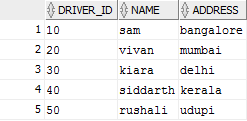 DRIVER_ID NAME ADDRESS
1 10 sam bangalore
2 20 vivan mumbai
3 30 kiara delhi
4 40 siddarth kerala
5 50 rushali udupi